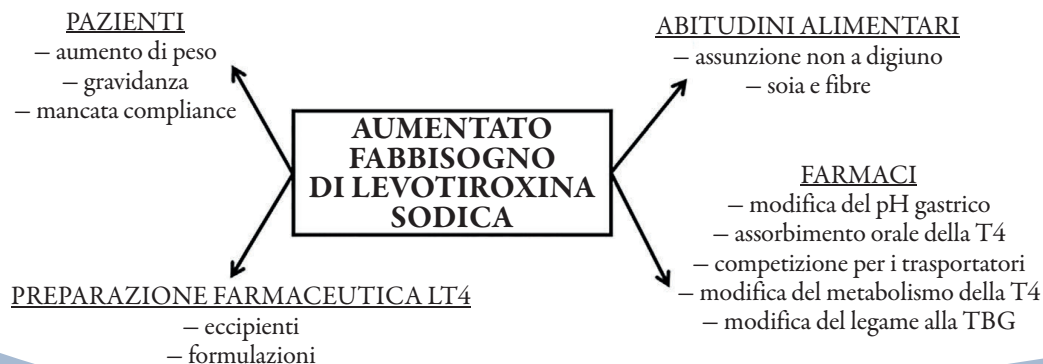 PAZIENTI
– aumento di peso
– gravidanza
– mancata compliance
ABITUDINI ALIMENTARI
– assunzione non a digiuno
– soia e fibre
AUMENTATO
FABBISOGNO
DI LEVOTIROXINA
SODICA
FARMACI
– modifica del pH gastrico
– assorbimento orale della T4
– competizione per i trasportatori
– modifica del metabolismo della T4
– modifica del legame alla TBG
PREPARAZIONE FARMACEUTICA LT4
– eccipienti
– formulazioni